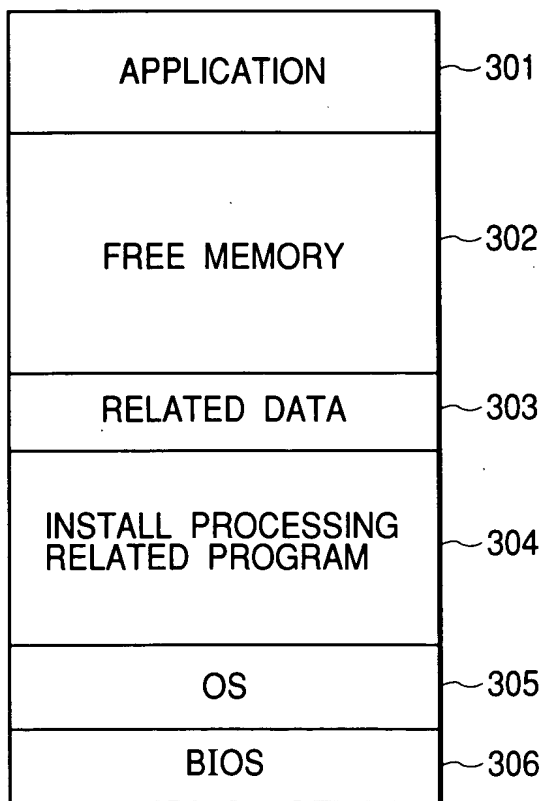 APPLICATION
301
FREE MEMORY
302
RELATED DATA
303
INSTALL PROCESSING
RELATED PROGRAM
304
OS
305
BIOS
306